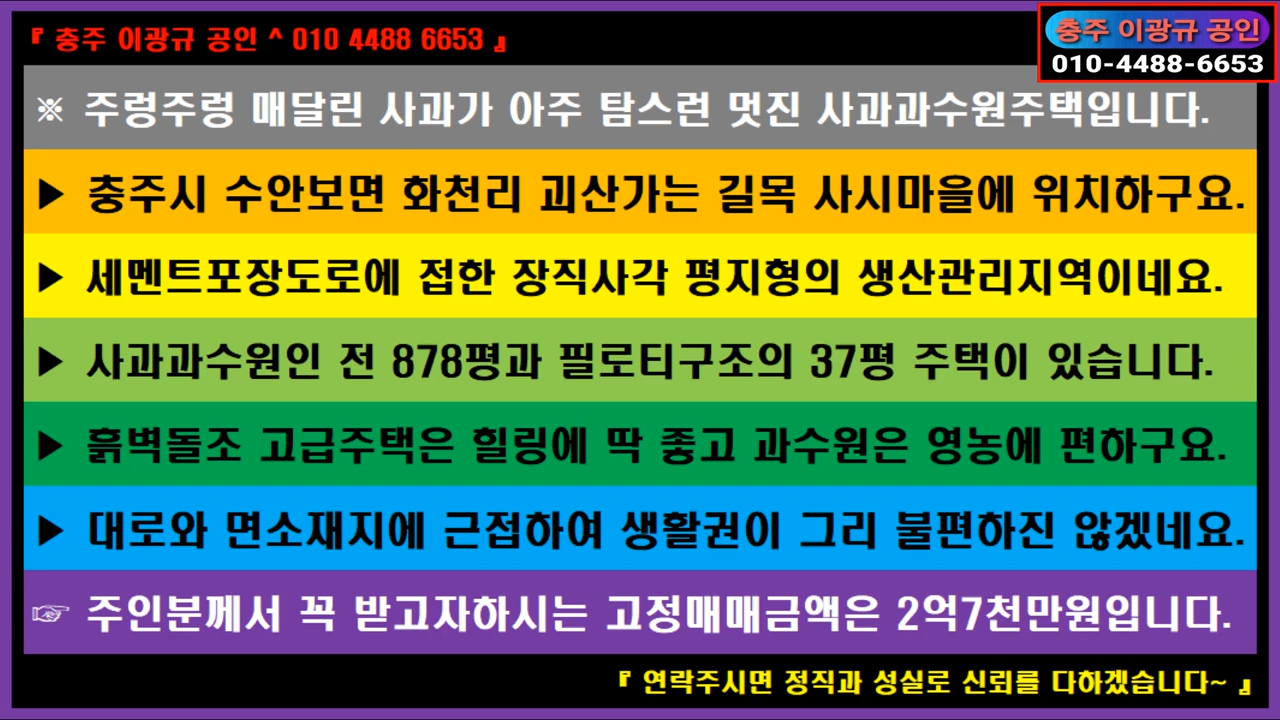 『 충주 이광규 공인 ^ 010 4488 6653 』
충주 이광규 공인
010-4488-6653
※ 주렁주렁 매달린 사과가 아주 탐스런 멋진 사과과수원주택입니다.
▶ 충주시 수안보면 화천리 괴산가는 길목 사시마을에 위치하구요.
▶ 세멘트포장도로에 접한 장직사각 평지형의 생산관리지역이네요.
▶ 사과과수원인 전 878평과 필로티구조의 37평 주택이 있습니다.
▶ 흙벽돌조 고급주택은 힐링에 딱 좋고 과수원은 영농에 편하구요.
▶ 대로와 면소재지에 근접하여 생활권이 그리 불편하진 않겠네요.
☞ 주인분께서 꼭 받고자하시는 고정매매금액은 2억7천만원입니다.
『 연락주시면 정직과 성실로 신뢰를 다하겠습니다~ 』